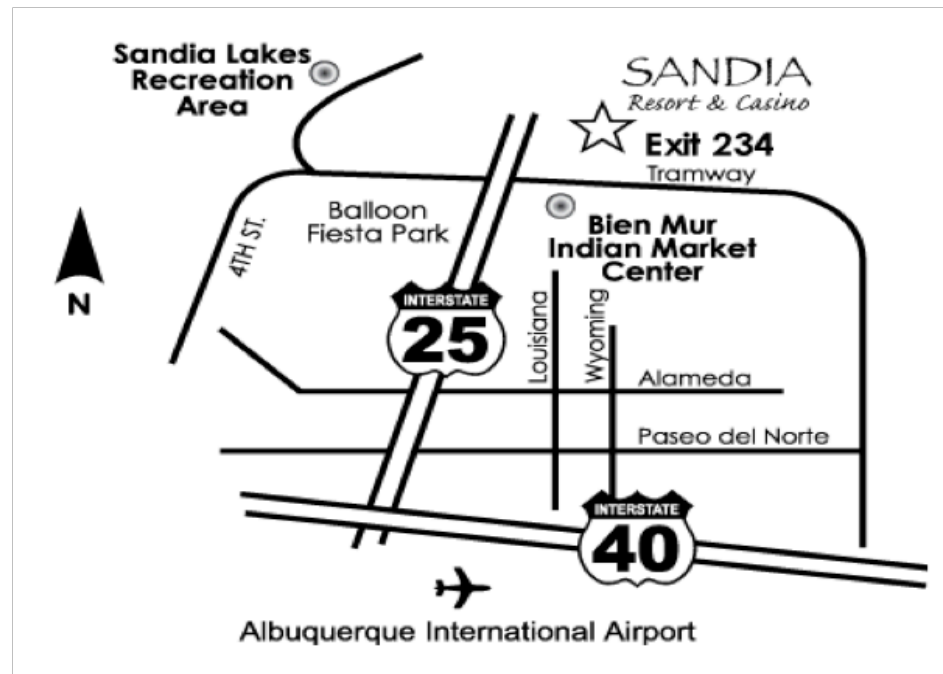 Sandia Lakes
Recreation
Area
SANDIA
Resort & Casino
Exit 234
Tramway
Balloon
Fiesta Park
4TH ST.
Bien Mur
Indian Market
Center
N
INTERSTATE
25
Louisiana
Wyoming
Alameda
Paseo del Norte
INTERSTATE
40
Albuquerque International Airport